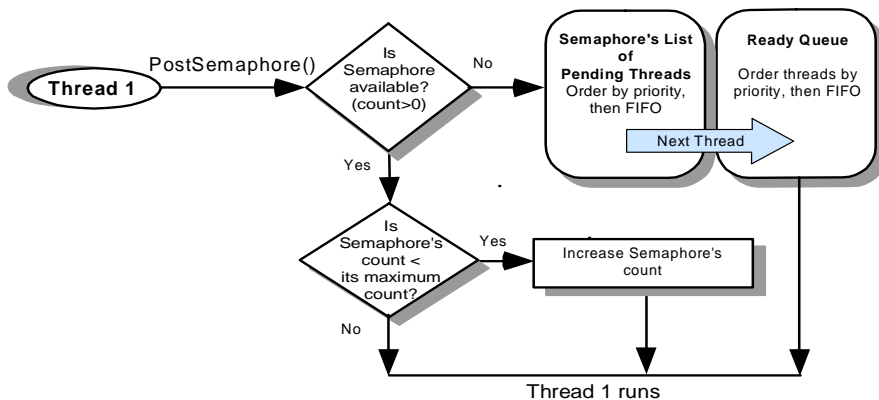 Thread 1
PostSemaphore()
Is
Semaphore
available?
(count>0)
No
Yes
Semaphore's List
of
Pending Threads
Order by priority,
then FIFO
Next Thread
Ready Queue
Order threads by
priority, then FIFO
Is
Semaphore's
count <
its maximum
count?
Yes
No
Increase Semaphore's
count
Thread 1 runs